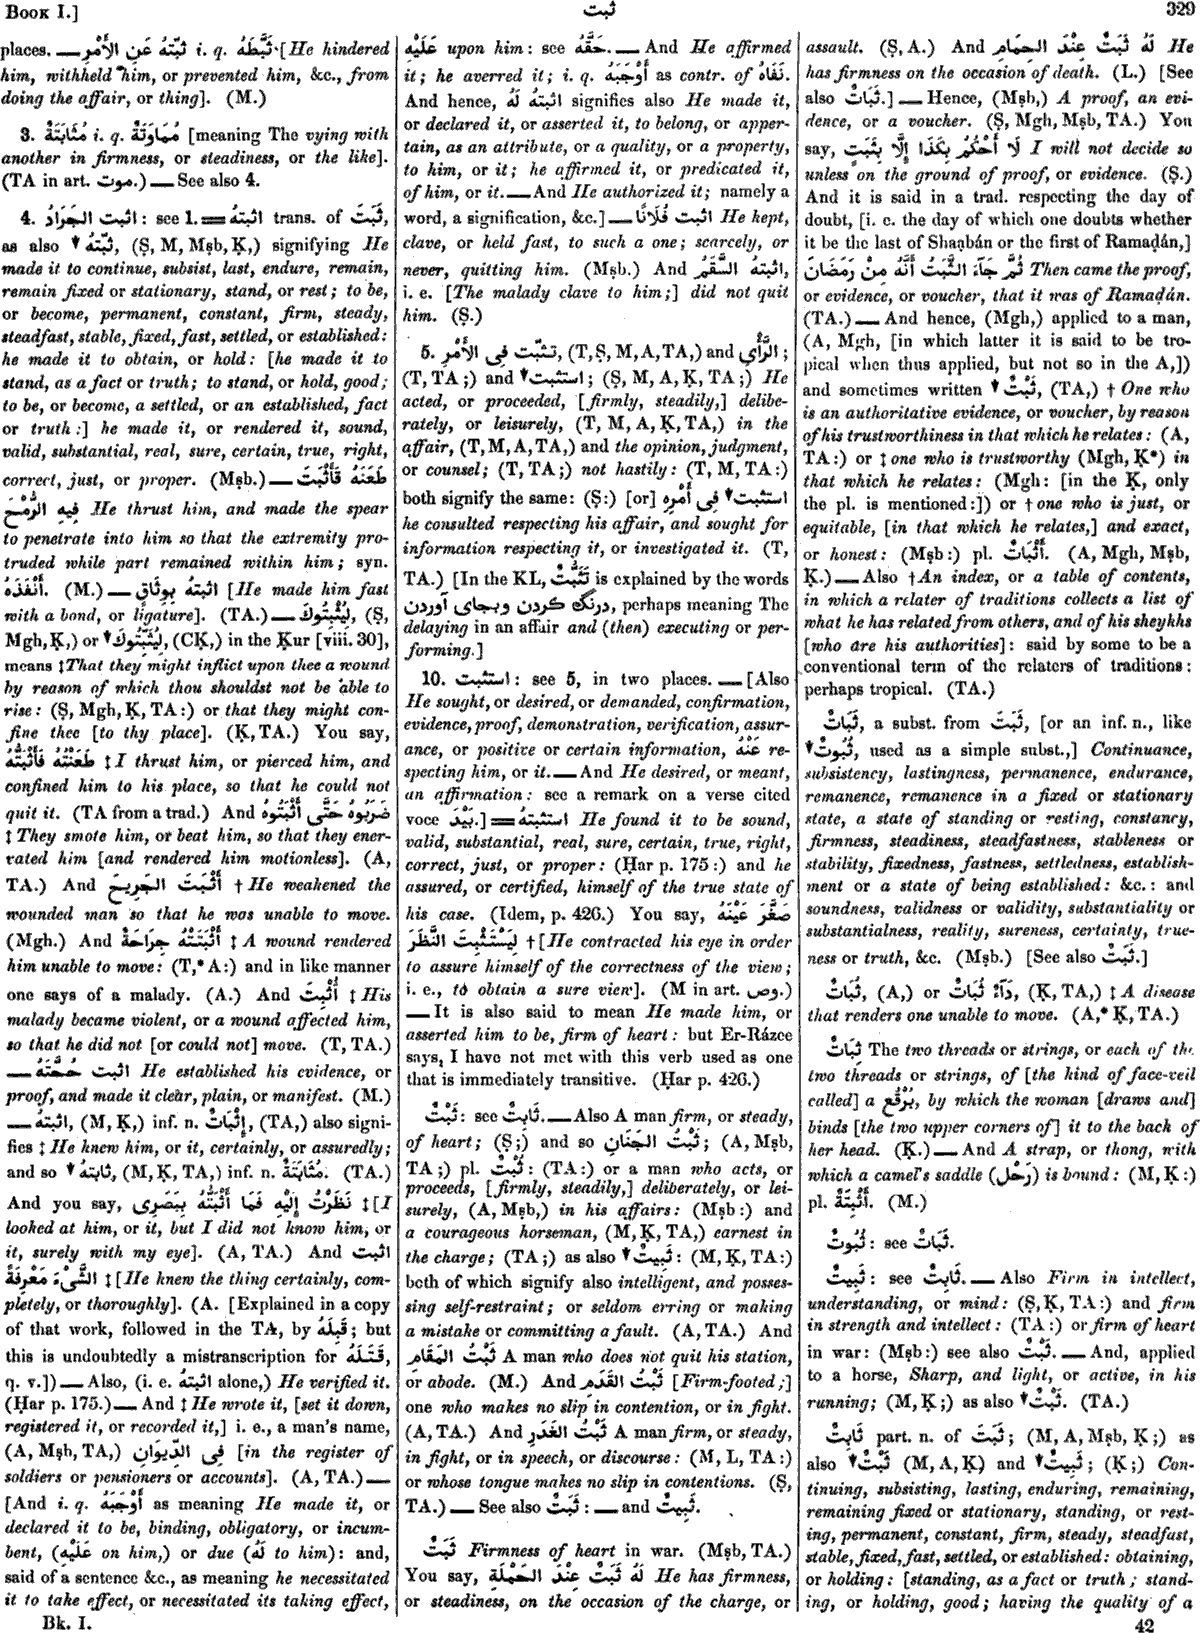 Book I.]
ثبت
329
places. — ثبّتهُ عَنِ الأَمْرِ i. q. ثَبَّطَهُ [He hindered
him, withheld him, or prevented him, &c., from
doing the affair, or thing]. (M.)
3. مُثَابَتَةٌ i. q. مُمَاوَتَةٌ [meaning The vying with
another in firmness, or steadiness, or the like].
(TA in art. موت.) — See also 4.
4. اثبت الجَرَادُ: see 1. = اثبتهُ trans. of ثَبَتَ,
as also ▼ ثبّتهُ, (Ṣ, M, Mṣb, Ḳ,) signifying He
made it to continue, subsist, last, endure, remain,
remain fixed or stationary, stand, or rest; to be,
or become, permanent, constant, firm, steady,
steadfast, stable, fixed, fast, settled, or established:
he made it to obtain, or hold: [he made it to
stand, as a fact or truth; to stand, or hold, good;
to be, or become, a settled, or an established, fact
or truth:] he made it, or rendered it, sound,
valid, substantial, real, sure, certain, true, right,
correct, just, or proper. (Mṣb.) — طَعَنَهُ فَأَثْبَتَ
فِيهِ الرُّمْحَ He thrust him, and made the spear
to penetrate into him so that the extremity pro-
truded while part remained within him; syn.
أَنْفَذَهُ. (M.) — اثبتهُ بِوثَاقٍ [He made him fast
with a bond, or ligature]. (TA.) — لِيُثْبِتُوكَ, (Ṣ,
Mgh, Ḳ,) or ▼ لِيُثَبِّتُوكَ, (CḲ,) in the Ḳur [viii. 30],
means ‡ That they might inflict upon thee a wound
by reason of which thou shouldst not be able to
rise: (Ṣ, Mgh, Ḳ, TA:) or that they might con-
fine thee [to thy place]. (Ḳ, TA.) You say,
طَعَنْتُهُ فَأَثْبَتُّهُ ‡ I thrust him, or pierced him, and
confined him to his place, so that he could not
quit it. (TA from a trad.) And ضَرَبُوهُ حَتَّى أَثْبَتُوهُ
‡ They smote him, or beat him, so that they ener-
vated him [and rendered him motionless]. (A,
TA.) And أَثْبَتَ الجَرِيحَ † He weakened the
wounded man so that he was unable to move.
(Mgh.) And أَثْبَتَتْهُ جِرَاحَةٌ ‡ A wound rendered
him unable to move: (T,* A:) and in like manner
one says of a malady. (A.) And أُثْبِتَ ‡ His
malady became violent, or a wound affected him,
so that he did not [or could not] move. (T, TA.)
— اثبت حُجَّتَهُ He established his evidence, or
proof, and made it clear, plain, or manifest. (M.)
— اثبتهُ, (M, Ḳ,) inf. n. إِثْبَاتٌ, (TA,) also signi-
fies ‡ He knew him, or it, certainly, or assuredly;
and so ▼ ثابتهُ, (M, Ḳ, TA,) inf. n. مُثَابَتَةٌ. (TA.)
And you say, نَظَرْتُ إِلَيْهِ فَمَا أَثْبَتُّهُ بِبَصَرِى ‡ [I
looked at him, or it, but I did not know him, or
it, surely with my eye]. (A, TA.) And اثبت
الشَّىْءَ مَعْرِفَةً ‡ [He knew the thing certainly, com-
pletely, or thoroughly]. (A. [Explained in a copy
of that work, followed in the TA, by قَبِلَهُ; but
this is undoubtedly a mistranscription for قَتَلَهُ,
q. v.]) — Also, (i. e. اثبتهُ alone,) He verified it.
(Ḥar p. 175.) — And ‡ He wrote it, [set it down,
registered it, or recorded it,] i. e., a man's name,
(A, Mṣb, TA,) فِى الدِّيوَانِ [in the register of
soldiers or pensioners or accounts]. (A, TA.) —
[And i. q. أَوْجَبَهُ as meaning He made it, or
declared it to be, binding, obligatory, or incum-
bent, (عَلَيْهِ on him,) or due (لَهُ to him): and,
said of a sentence &c., as meaning he necessitated
it to take effect, or necessitated its taking effect,
عَلَيْهِ upon him: see حَقَّهُ. — And He affirmed
it; he averred it; i. q. أَوْجَبَهُ as contr. of نَفَاهُ.
And hence, اثبتهُ لَهُ signifies also He made it,
or declared it, or asserted it, to belong, or apper-
tain, as an attribute, or a quality, or a property,
to him, or it; he affirmed it, or predicated it,
of him, or it. — And He authorized it; namely a
word, a signification, &c.] — اثبت فُلَانًا He kept,
clave, or held fast, to such a one; scarcely, or
never, quitting him. (Mṣb.) And اثبتهُ السَّقَمُ,
i. e. [The malady clave to him;] did not quit
him. (Ṣ.)
5. تثبّت فِى الأَمْرِ, (T, Ṣ, M, A, TA,) and الرَّأْىِ;
(T, TA;) and ▼ استثبت; (Ṣ, M, A, Ḳ, TA;) He
acted, or proceeded, [firmly, steadily,] delibe-
rately, or leisurely, (T, M, A, Ḳ, TA,) in the
affair, (T, M, A, TA,) and the opinion, judgment,
or counsel; (T, TA;) not hastily: (T, M, TA:)
both signify the same: (Ṣ:) [or] ▼ استثبت فِى أَمْرِهِ
he consulted respecting his affair, and sought for
information respecting it, or investigated it. (T,
TA.) [In the KL, تَثَبُّتٌ is explained by the words
درنگ كردن وبجاى آوردن, perhaps meaning The
delaying in an affair and (then) executing or per-
forming.]
10. استثبت: see 5, in two places. — [Also
He sought, or desired, or demanded, confirmation,
evidence, proof, demonstration, verification, assur-
ance, or positive or certain information, عَنْهُ re-
specting him, or it. — And He desired, or meant,
an affirmation: see a remark on a verse cited
voce بَيْدَ.] = استثبتهُ He found it to be sound,
valid, substantial, real, sure, certain, true, right,
correct, just, or proper: (Ḥar p. 175:) and he
assured, or certified, himself of the true state of
his case. (Idem, p. 426.) You say, صَغَّرَ عَيْنَهُ
لِيَسْتَثْبِتَ النَّظَرَ † [He contracted his eye in order
to assure himself of the correctness of the view;
i. e., to obtain a sure view]. (M in art. وص.)
— It is also said to mean He made him, or
asserted him to be, firm of heart: but Er-Rázee
says, I have not met with this verb used as one
that is immediately transitive. (Ḥar p. 426.)
ثَبْتٌ: see ثَابِتٌ. — Also A man firm, or steady,
of heart; (Ṣ;) and so ثَبْتُ الجَنَانِ; (A, Mṣb,
TA;) pl. ثُبْتٌ: (TA:) or a man who acts, or
proceeds, [firmly, steadily,] deliberately, or lei-
surely, (A, Mṣb,) in his affairs: (Mṣb:) and
a courageous horseman, (M, Ḳ, TA,) earnest in
the charge; (TA;) as also ▼ ثَبِيتٌ: (M, Ḳ, TA:)
both of which signify also intelligent, and posses-
sing self-restraint; or seldom erring or making
a mistake or committing a fault. (A, TA.) And
ثَبْتُ المَقَامِ A man who does not quit his station,
or abode. (M.) And ثَبْتُ القَدَمِ [Firm-footed;]
one who makes no slip in contention, or in fight.
(A, TA.) And ثَبْتُ الغَدَرِ A man firm, or steady,
in fight, or in speech, or discourse: (M, L, TA:)
or whose tongue makes no slip in contentions. (Ṣ,
TA.) — See also ثَبَتٌ: — and ثَبِيتٌ.
ثَبَتٌ Firmness of heart in war. (Mṣb, TA.)
You say, لَهُ ثَبَتٌ عِنْدَ الحَمْلَةِ He has firmness,
or steadiness, on the occasion of the charge, or
assault. (Ṣ, A.) And لَهُ ثَبَتٌ عِنْدَ الحِمَامِ He
has firmness on the occasion of death. (L.) [See
also ثَبَاتٌ.] — Hence, (Mṣb,) A proof, an evi-
dence, or a voucher. (Ṣ, Mgh, Mṣb, TA.) You
say, لَا أَحْكُمُ بِكَذَا إِلَّا بِثَبَتٍ I will not decide so
unless on the ground of proof, or evidence. (Ṣ.)
And it is said in a trad. respecting the day of
doubt, [i. e. the day of which one doubts whether
it be the last of Shaạbán or the first of Ramaḍán,]
ثُمَّ جَآءَ الثَّبَتُ أَنَّهُ مِنْ رَمَضَانَ Then came the proof,
or evidence, or voucher, that it was of Ramaḍán.
(TA.) — And hence, (Mgh,) applied to a man,
(A, Mgh, [in which latter it is said to be tro-
pical when thus applied, but not so in the A,])
and sometimes written ▼ ثَبْتٌ, (TA,) † One who
is an authoritative evidence, or voucher, by reason
of his trustworthiness in that which he relates: (A,
TA:) or ‡ one who is trustworthy (Mgh, Ḳ*) in
that which he relates: (Mgh: [in the Ḳ, only
the pl. is mentioned:]) or † one who is just, or
equitable, [in that which he relates,] and exact,
or honest: (Mṣb:) pl. أَثْبَاتٌ. (A, Mgh, Mṣb,
Ḳ.) — Also † An index, or a table of contents,
in which a relater of traditions collects a list of
what he has related from others, and of his sheykhs
[who are his authorities]: said by some to be a
conventional term of the relaters of traditions:
perhaps tropical. (TA.)
ثَبَاتٌ, a subst. from ثَبَتَ, [or an inf. n., like
▼ ثُبُوتٌ, used as a simple subst.,] Continuance,
subsistency, lastingness, permanence, endurance,
remanence, remanence in a fixed or stationary
state, a state of standing or resting, constancy,
firmness, steadiness, steadfastness, stableness or
stability, fixedness, fastness, settledness, establish-
ment or a state of being established: &c.: and
soundness, validness or validity, substantiality or
substantialness, reality, sureness, certainty, true-
ness or truth, &c. (Mṣb.) [See also ثَبَتٌ.]
ثُبَاتٌ, (A,) or دَآءٌ ثُبَاتٌ, (Ḳ, TA,) ‡ A disease
that renders one unable to move. (A,* Ḳ, TA.)
ثِبَاتٌ The two threads or strings, or each of the
two threads or strings, of [the kind of face-veil
called] a بُرْقُع, by which the woman [draws and]
binds [the two upper corners of] it to the back of
her head. (Ḳ.) — And A strap, or thong, with
which a camel's saddle (رَحْل) is bound: (M, Ḳ:)
pl. أَثْبِتَةٌ. (M.)
ثُبُوتٌ: see ثَبَاتٌ.
ثَبِيتٌ: see ثَابِتٌ. — Also Firm in intellect,
understanding, or mind: (Ṣ, Ḳ, TA:) and firm
in strength and intellect: (TA:) or firm of heart
in war: (Mṣb:) see also ثَبْتٌ. — And, applied
to a horse, Sharp, and light, or active, in his
running; (M, Ḳ;) as also ▼ ثَبْتٌ. (TA.)
ثَابِتٌ part. n. of ثَبَتَ; (M, A, Mṣb, Ḳ;) as
also ▼ ثَبْتٌ (M, A, Ḳ) and ▼ ثَبِيتٌ; (Ḳ;) Con-
tinuing, subsisting, lasting, enduring, remaining,
remaining fixed or stationary, standing, or rest-
ing, permanent, constant, firm, steady, steadfast,
stable, fixed, fast, settled, or established: obtaining,
or holding: [standing, as a fact or truth; stand-
ing, or holding, good; having the quality of a
Bk. I.
42